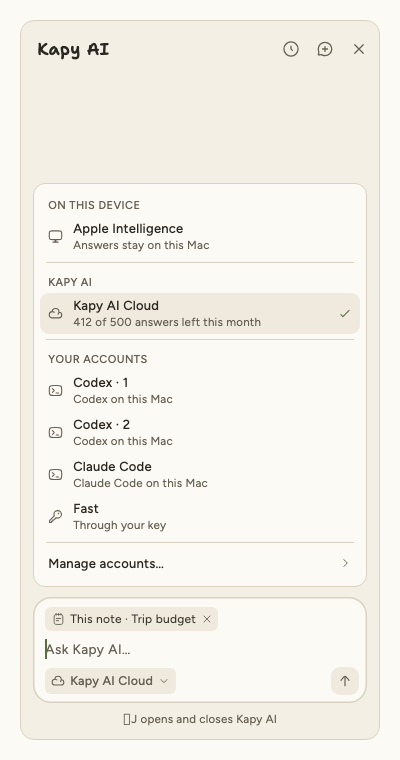 Kapy AI
ON THIS DEVICE
Apple Intelligence
Answers stay on this Mac
KAPY AI
Kapy AI Cloud
412 of 500 answers left this month
YOUR ACCOUNTS
Codex · 1
Codex on this Mac
Codex · 2
Codex on this Mac
Claude Code
Claude Code on this Mac
Fast
Through your key
Manage accounts...
This note · Trip budget
Ask Kapy AI...
Kapy AI Cloud
J opens and closes Kapy AI